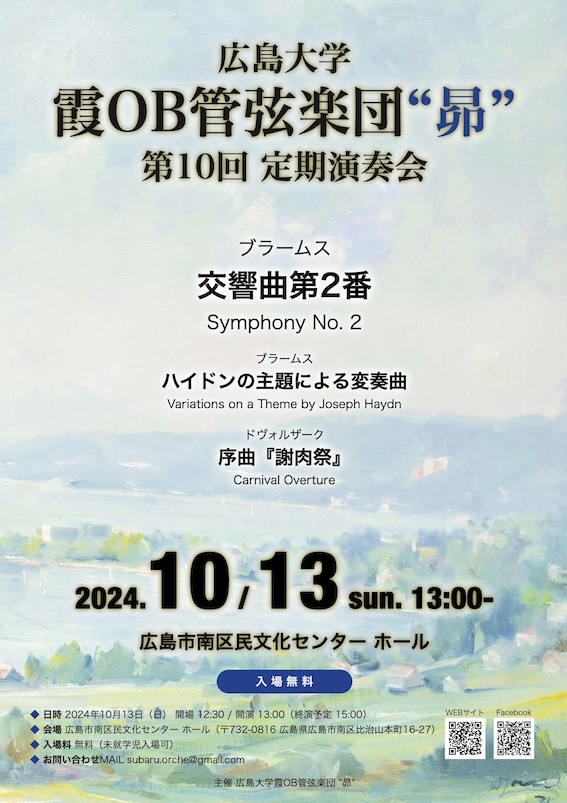 広島大学
霞OB管弦楽団“昴”
第10回 定期演奏会
ブラームス
交響曲第2番
Symphony No. 2
ブラームス
ハイドンの主題による変奏曲
Variations on a Theme by Joseph Haydn
ドヴォルザーク
序曲『謝肉祭』
Carnival Overture
2024.10/13 sun. 13:00-
広島市南区民文化センター ホール
入場無料
◆ 日時 2024年10月13日（日） 開場 12:30 / 開演 13:00（終演予定 15:00）
◆ 会場 広島市南区民文化センター ホール（〒732-0816 広島県広島市南区比治山本町16-27）
◆ 入場料 無料（未就学児入場可）
◆ お問い合わせMAIL subaru.orche@gmail.com
WEBサイト Facebook
主催 広島大学霞OB管弦楽団 “昴”